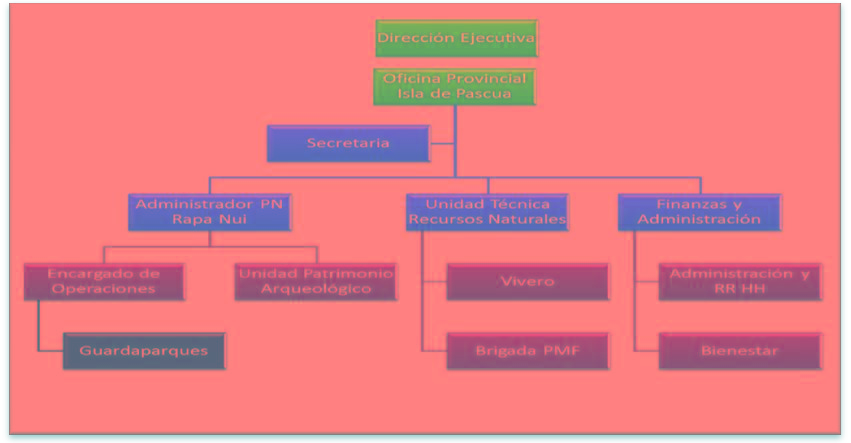 Dirección Ejecutiva
Oficina Provincial
Isla de Pascua
Secretaria
Administrador PN
Rapa Nui
Unidad Técnica
Recursos Naturales
Finanzas y
Administración
Encargado de
Operaciones
Unidad Patrimonio
Arqueológico
Vivero
Administración y
RR HH
Guardaparques
Brigada PMF
Bienestar